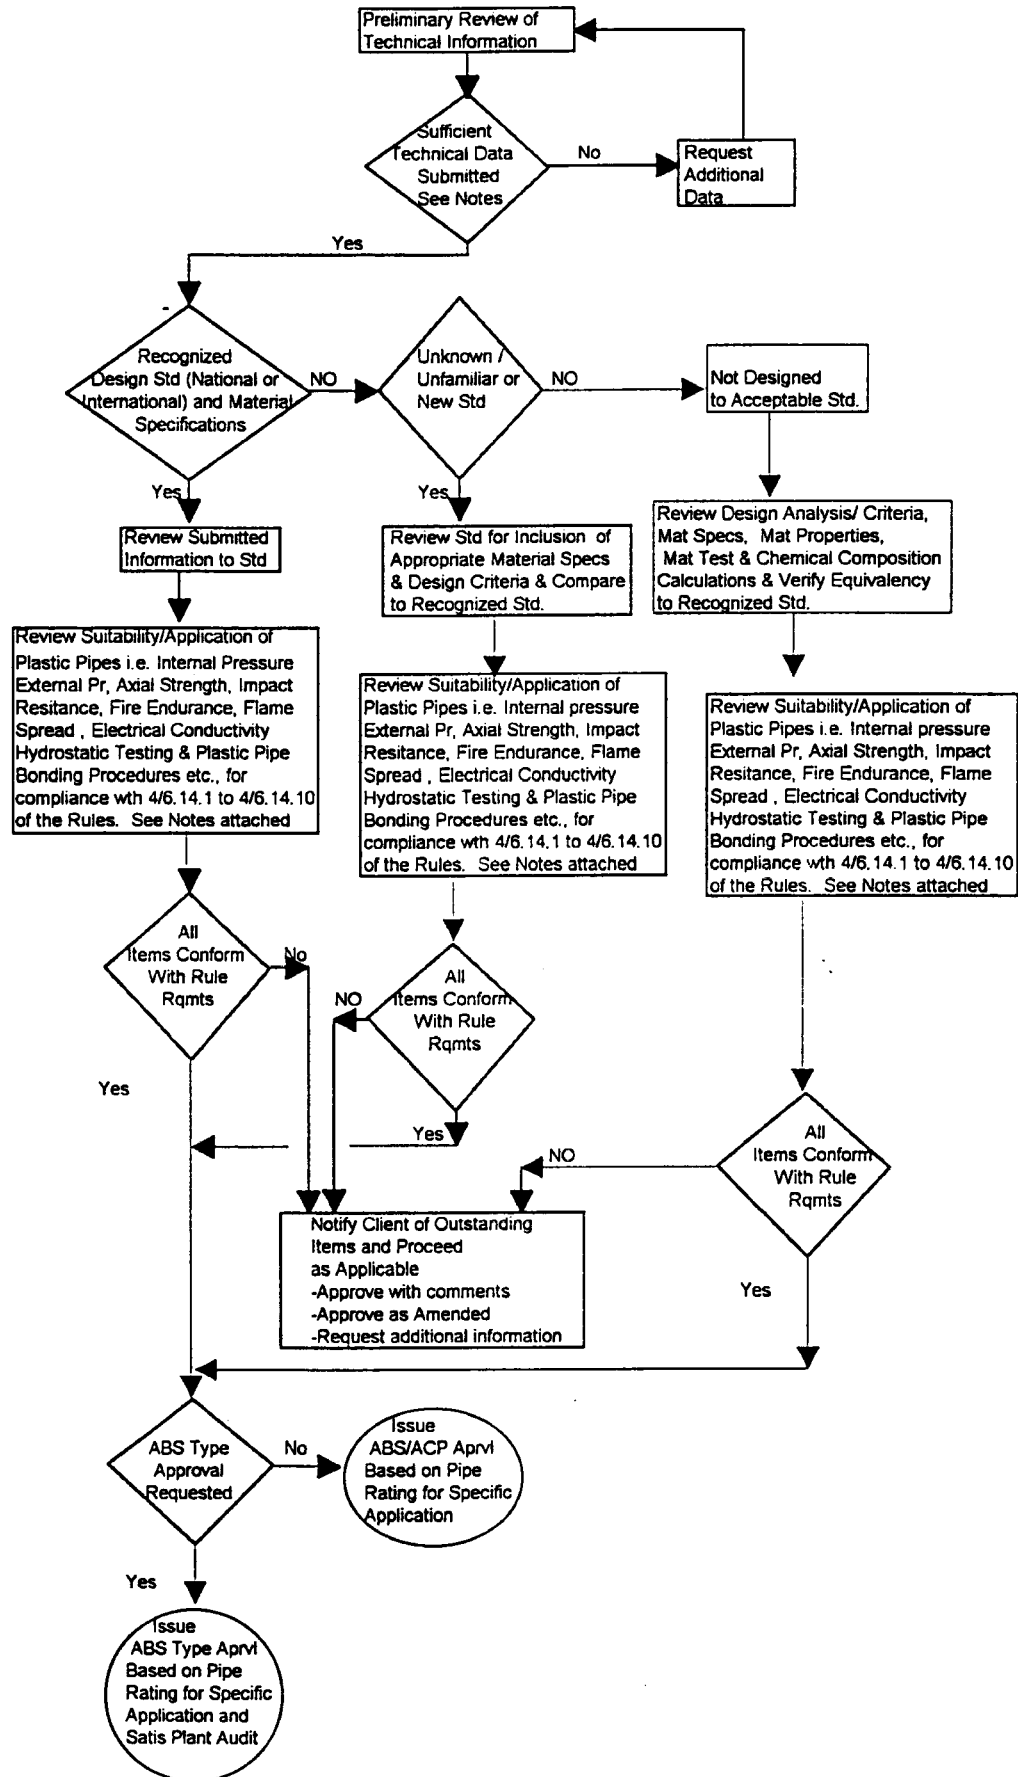 Preliminary Review of
Technical Information
Sufficient
Technical Data
Submitted
See Notes
No
Request
Additional
Data
Yes
Recognized
Design Std (National or
International) and Material
Specifications
NO
Unknown /
Unfamiliar or
New Std
NO
Not Designed
to Acceptable Std.
Yes
Review Submitted
Information to Std
Yes
Review Std for Inclusion of
Appropriate Material Specs
& Design Criteria & Compare
to Recognized Std.
Review Design Analysis/ Criteria,
Mat Specs, Mat Properties,
Mat Test & Chemical Composition
Calculations & Verify Equivalency
to Recognized Std.
Review Suitability/Application of
Plastic Pipes i.e. Internal Pressure
External Pr, Axial Strength, Impact
Resitance, Fire Endurance, Flame
Spread , Electrical Conductivity
Hydrostatic Testing & Plastic Pipe
Bonding Procedures etc., for
compliance wth 4/6.14.1 to 4/6.14.10
of the Rules. See Notes attached
Review Suitability/Application of
Plastic Pipes i.e. Internal pressure
External Pr, Axial Strength, Impact
Resitance, Fire Endurance, Flame
Spread , Electrical Conductivity
Hydrostatic Testing & Plastic Pipe
Bonding Procedures etc., for
compliance wth 4/6.14.1 to 4/6.14.10
of the Rules. See Notes attached
Review Suitability/Application of
Plastic Pipes i.e. Internal pressure
External Pr, Axial Strength, Impact
Resitance, Fire Endurance, Flame
Spread , Electrical Conductivity
Hydrostatic Testing & Plastic Pipe
Bonding Procedures etc., for
compliance wth 4/6.14.1 to 4/6.14.10
of the Rules. See Notes attached
All
Items Conform
With Rule
Rqmts
No
Yes
All
Items Conform
With Rule
Rqmts
NO
Yes
All
Items Conform
With Rule
Rqmts
NO
Yes
Notify Client of Outstanding
Items and Proceed
as Applicable
-Approve with comments
-Approve as Amended
-Request additional information
ABS Type
Approval
Requested
No
Issue
ABS/ACP Aprvl
Based on Pipe
Rating for Specific
Application
Yes
Issue
ABS Type Aprvl
Based on Pipe
Rating for Specific
Application and
Satis Plant Audit